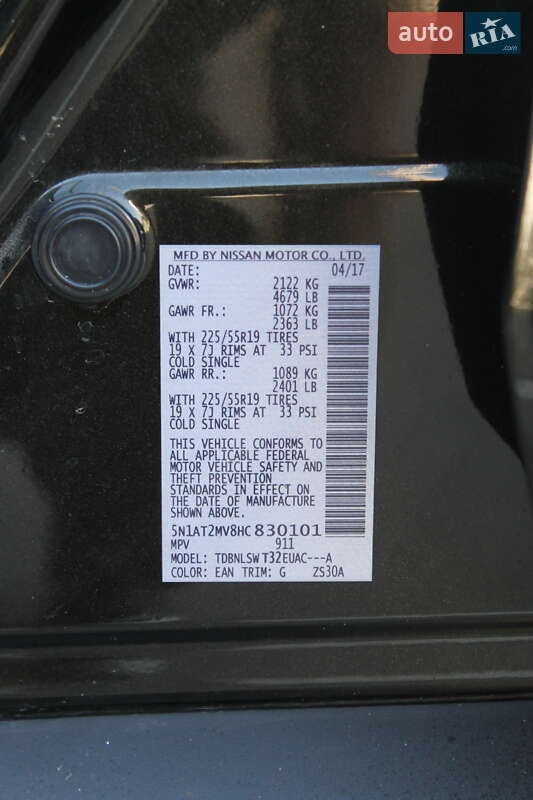 auto RIA .com
MFD BY NISSAN MOTOR CO., LTD.
DATE: 04/17
GVWR: 2122 KG
4679 LB
GAWR FR.: 1072 KG
2363 LB
WITH 225/55R19 TIRES
19 X 7J RIMS AT 33 PSI
COLD SINGLE
GAWR RR.: 1089 KG
2401 LB
WITH 225/55R19 TIRES
19 X 7J RIMS AT 33 PSI
COLD SINGLE
THIS VEHICLE CONFORMS TO
ALL APPLICABLE FEDERAL
MOTOR VEHICLE SAFETY AND
THEFT PREVENTION
STANDARDS IN EFFECT ON
THE DATE OF MANUFACTURE
SHOWN ABOVE.
5N1AT2MV8HC830101
MPV 911
MODEL: TDBNLSW T32EUAC---A
COLOR: EAN TRIM: G ZS30A